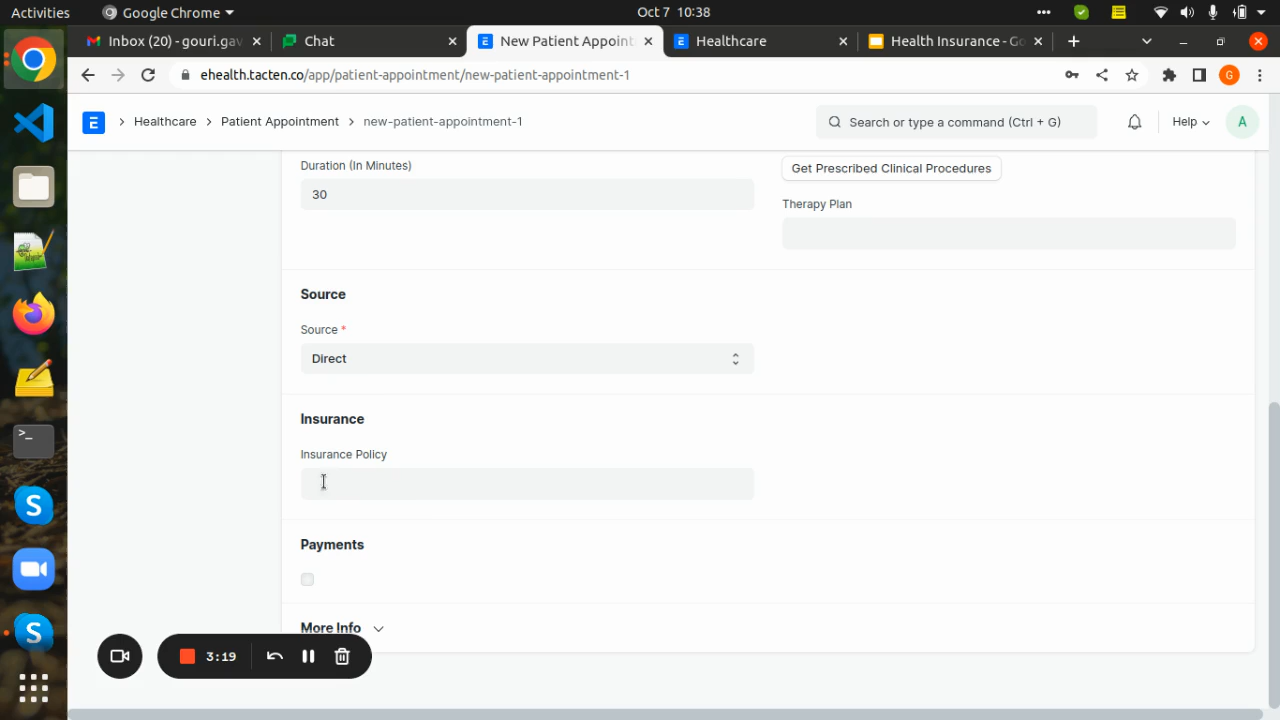 Activities
Google Chrome
Oct 7 10:38
Inbox (20) - gouri.gav
Chat
New Patient Appoint
Healthcare
Health Insurance - Go
ehealth.tacten.co/app/patient-appointment/new-patient-appointment-1
G
E
Healthcare
Patient Appointment
new-patient-appointment-1
Search or type a command (Ctrl + G)
Help
A
Duration (In Minutes)
30
Get Prescribed Clinical Procedures
Therapy Plan
Source
Source *
Direct
Insurance
Insurance Policy
Payments
More Info
3:19